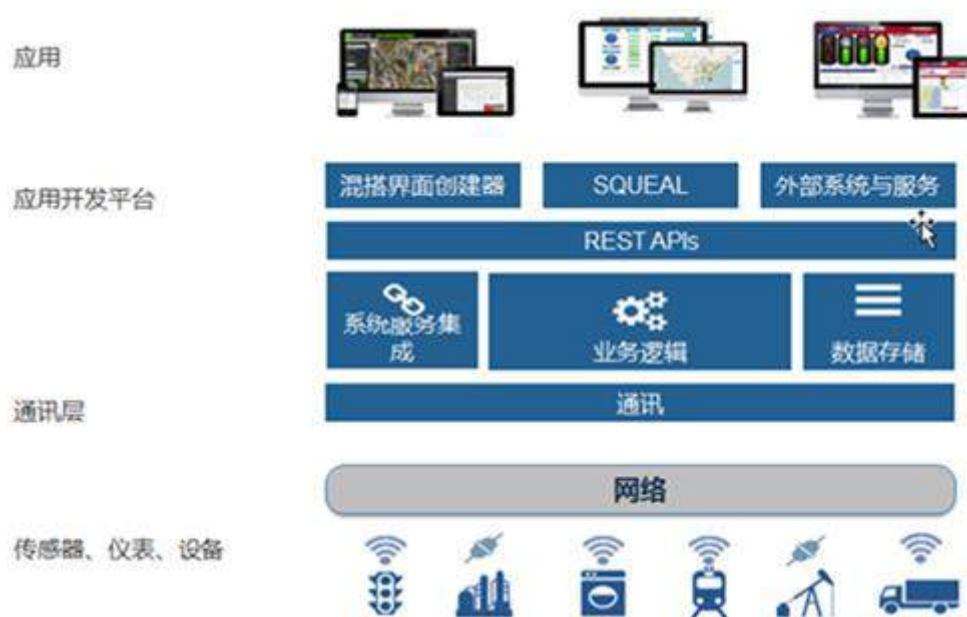 应用
应用开发平台
混搭界面创建器
SQUEAL
外部系统与服务
REST APIs
系统服务集
成
业务逻辑
数据存储
通讯层
通讯
网络
传感器、仪表、设备